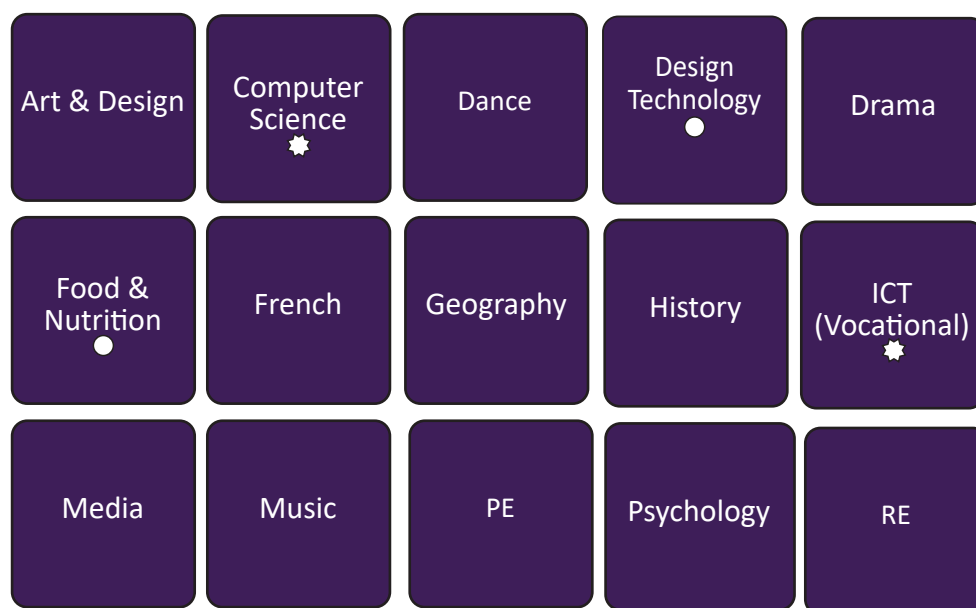 Art & Design
Computer
Science
Dance
Design
Technology
Drama
Food &
Nutrition
French
Geography
History
ICT
(Vocational)
Media
Music
PE
Psychology
RE